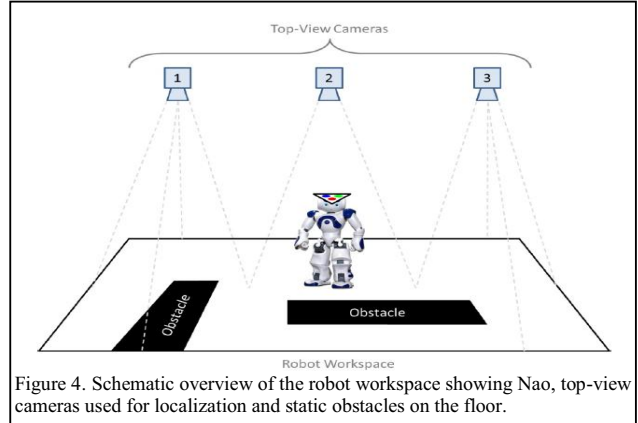 Top-View Cameras
1
2
3
Obstacle
Obstacle
Robot Workspace
Figure 4. Schematic overview of the robot workspace showing Nao, top-view
cameras used for localization and static obstacles on the floor.